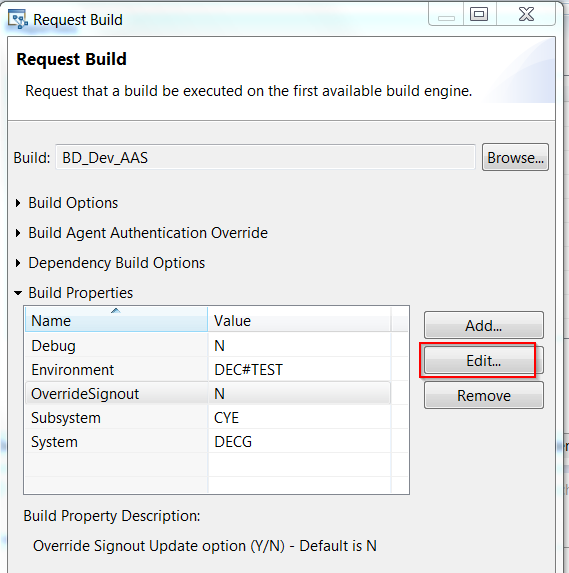 Request Build
Request Build
Request that a build be executed on the first available build engine.
Build: BD_Dev_AAS Browse...
Build Options
Build Agent Authentication Override
Dependency Build Options
Build Properties
Name Value
Debug N
Environment DEC#TEST
OverrideSignout N
Subsystem CYE
System DECG
Add...
Edit...
Remove
Build Property Description:
Override Signout Update option (Y/N) - Default is N